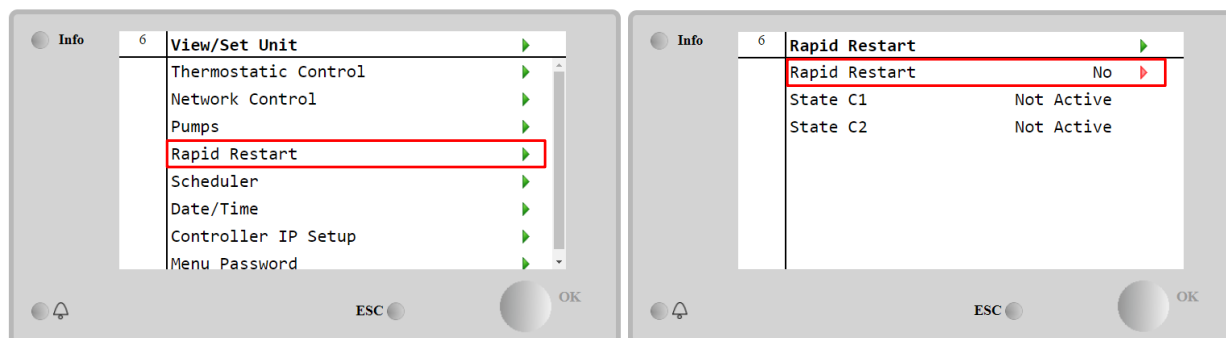 Info
6 View/Set Unit
Thermostatic Control
Network Control
Pumps
Rapid Restart
Scheduler
Date/Time
Controller IP Setup
Menu Password
ESC
OK
Info
6 Rapid Restart
Rapid Restart No
State C1 Not Active
State C2 Not Active
ESC
OK